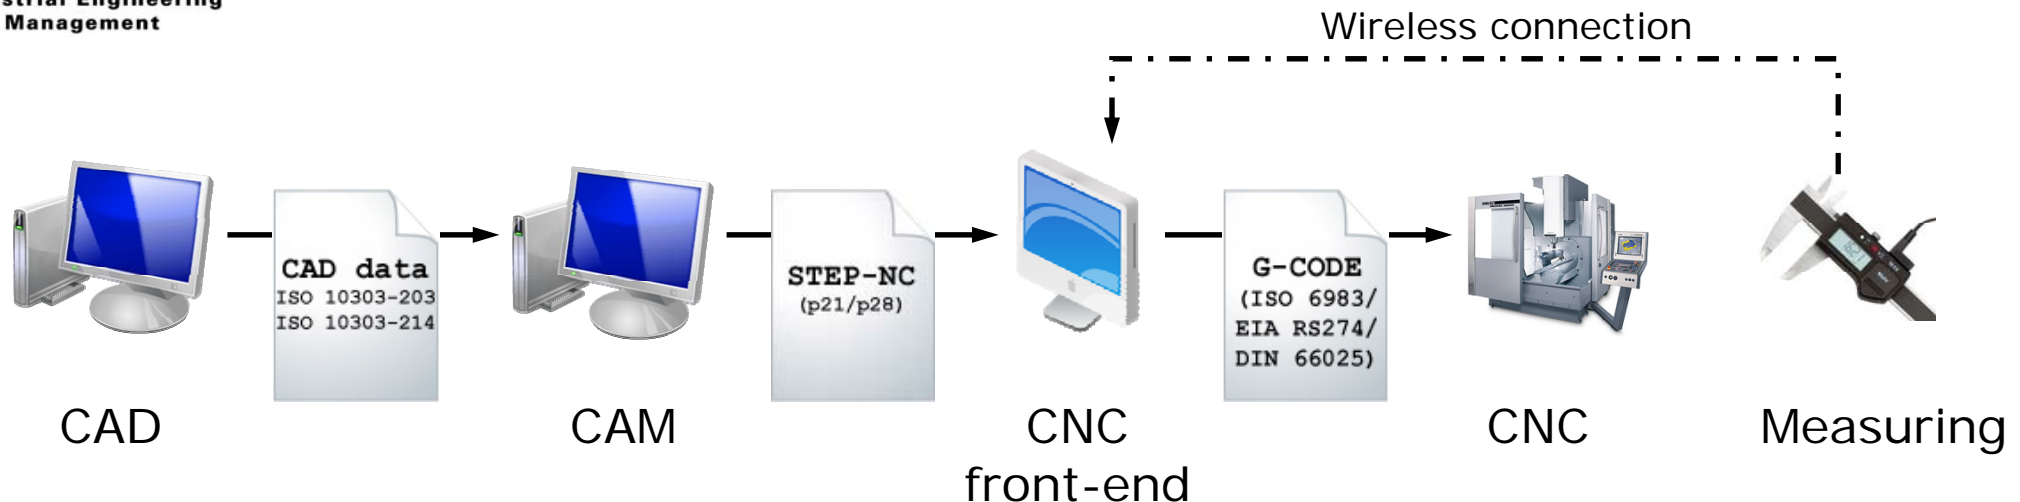 Engineering
Management
Wireless connection
CAD data
ISO 10303-203
ISO 10303-214
STEP-NC
(p21/p28)
G-CODE
(ISO 6983/
EIA RS274/
DIN 66025)
CAD
CAM
CNC
front-end
CNC
Measuring